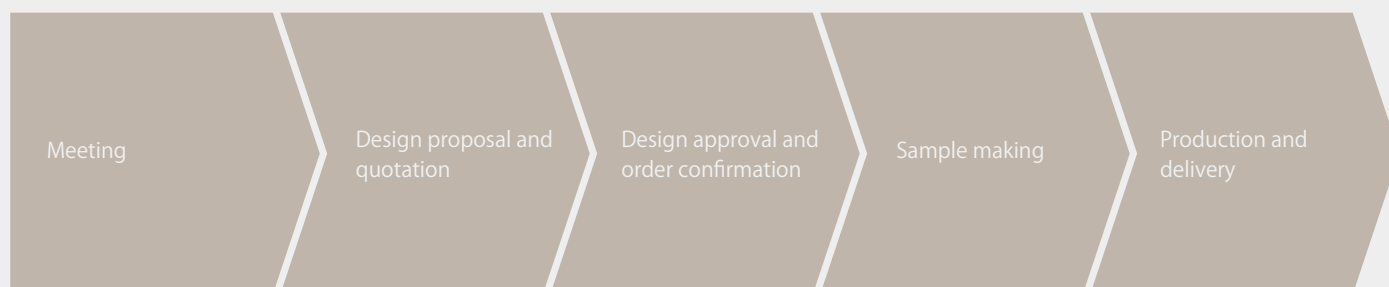 Meeting
Design proposal and
quotation
Design approval and
order confirmation
Sample making
Production and
delivery